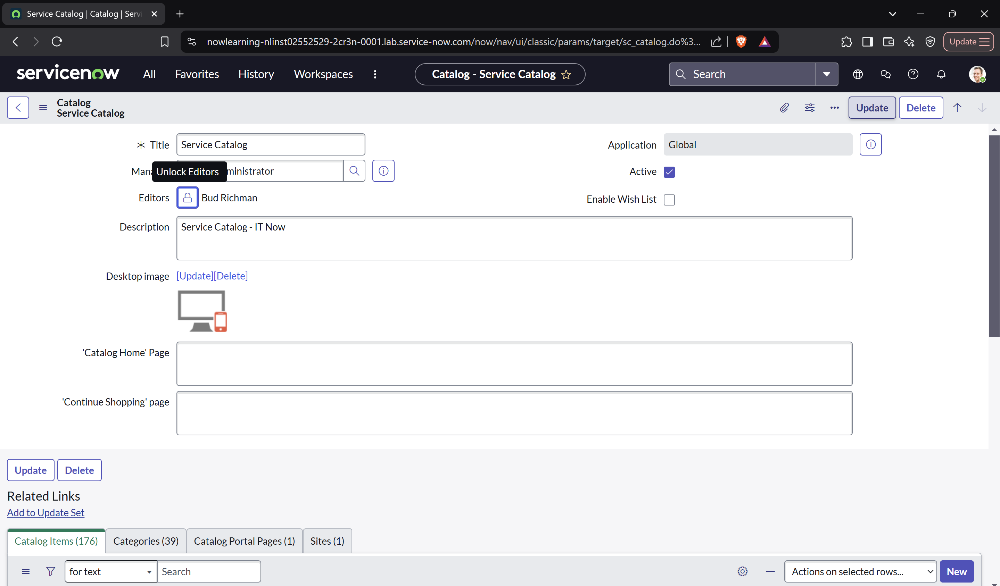 Service Catalog | Catalog | Serv
nowlearning-nlinst02552529-2cr3n-0001.lab.service-now.com/now/nav/ui/classic/params/target/sc_catalog.do%3...
Update
servicenow
All
Favorites
History
Workspaces
Catalog - Service Catalog
Search
Catalog
Service Catalog
Update
Delete
Title
Service Catalog
Application
Global
Mana
Unlock Editors
ministrator
Active
Editors
Bud Richman
Enable Wish List
Description
Service Catalog - IT Now
Desktop image
[Update][Delete]
'Catalog Home' Page
'Continue Shopping' page
Update
Delete
Related Links
Add to Update Set
Catalog Items (176)
Categories (39)
Catalog Portal Pages (1)
Sites (1)
for text
Search
Actions on selected rows...
New